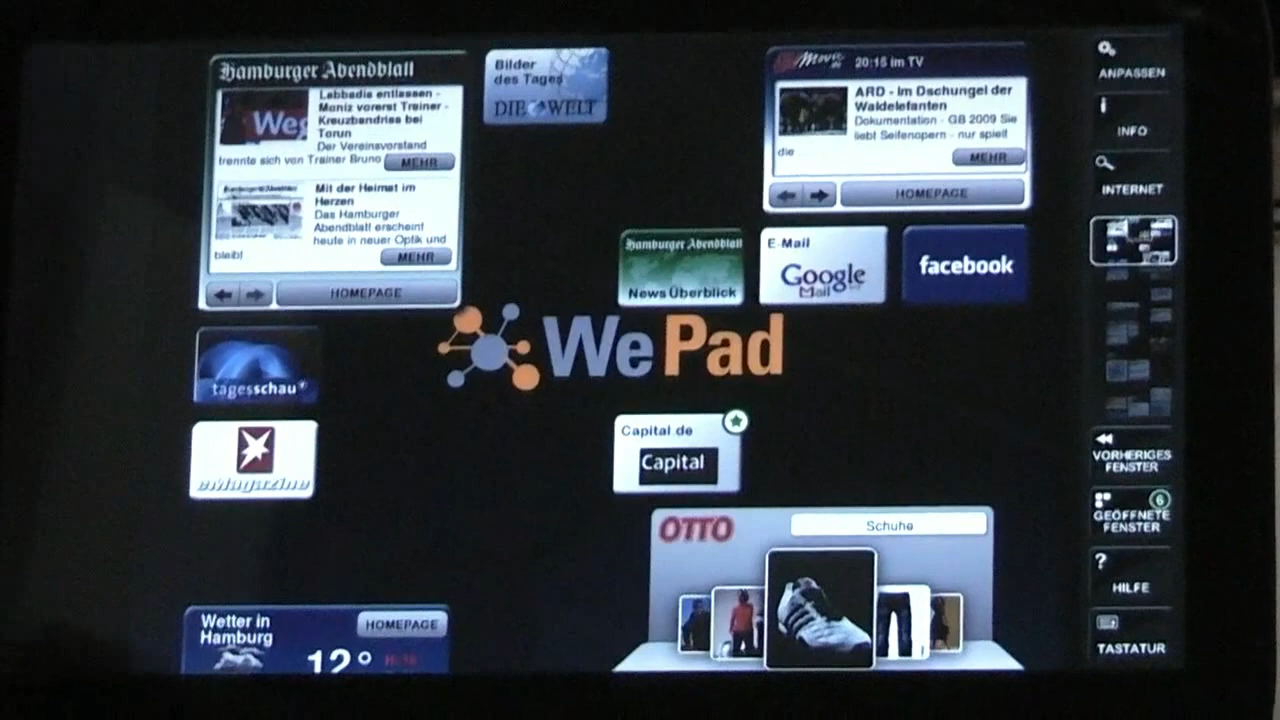 Hamburger Abendblatt
Labbadia entlassen -
Moniz vorerst Trainer -
Kreuzbandriss bei
Torun
Der Vereinsvorstand
trennte sich von Trainer Bruno
MEHR
Mit der Heimat im
Herzen
Das Hamburger
Abendblatt erscheint
heute in neuer Optik und
bleibt
MEHR
HOMEPAGE
Bilder
des Tages
DIE WELT
Movie
20:15 im TV
ARD - Im Dschungel der
Waldelefanten
Dokumentation - GB 2009 Sie
liebt Seifenopern - nur spielt
die
MEHR
HOMEPAGE
Hamburger Abendblatt
News Überblick
E-Mail
Google
Mail
facebook
WePad
tagesschau
eMagazine
Capital.de
Capital
OTTO
Schuhe
Wetter in
Hamburg
HOMEPAGE
12°
ANPASSEN
INFO
INTERNET
VORHERIGES
FENSTER
6
GEÖFFNETE
FENSTER
HILFE
TASTATUR